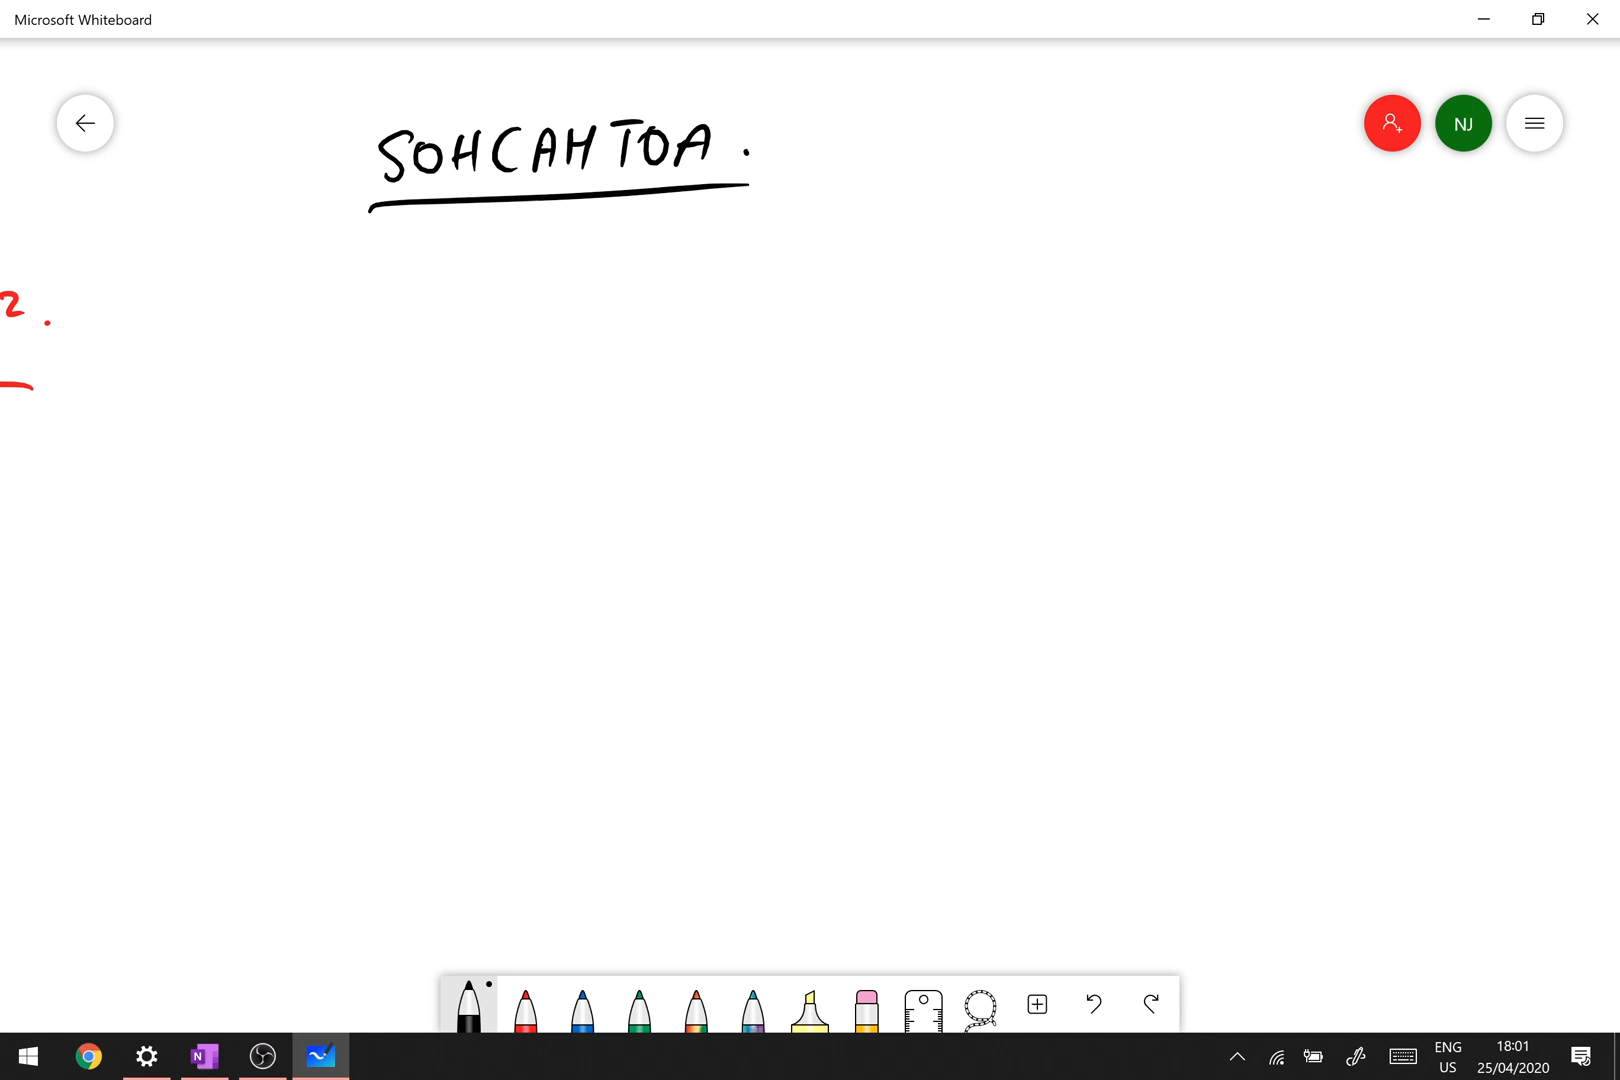 Microsoft Whiteboard
SOHCAHTOA.
NJ
2.
N
ENG
US
18:01
25/04/2020